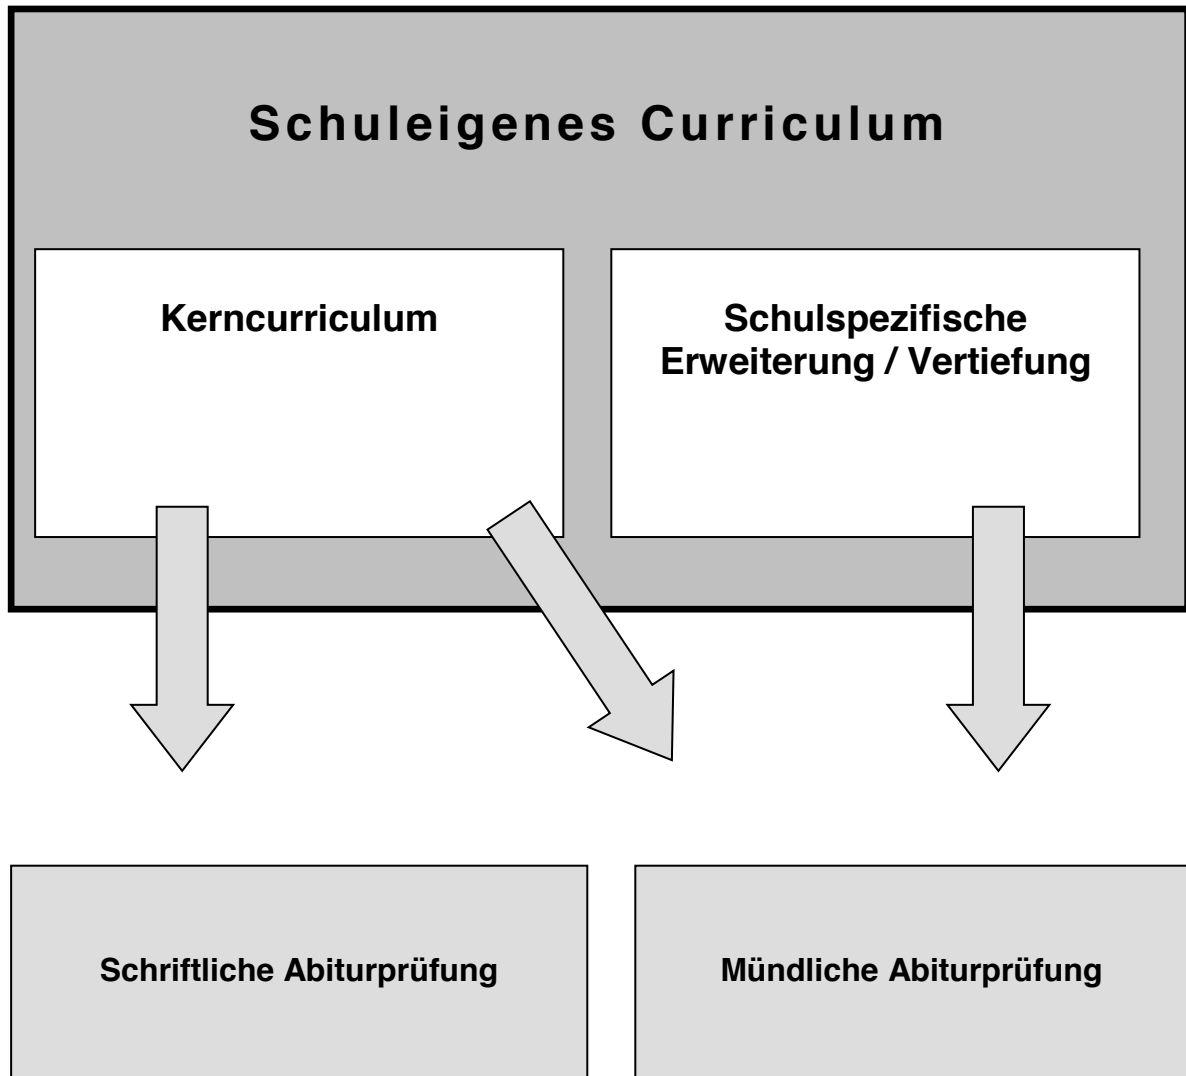 Schuleigenes Curriculum
Kerncurriculum
Schulspezifische
Erweiterung / Vertiefung
Schriftliche Abiturprüfung
Mündliche Abiturprüfung